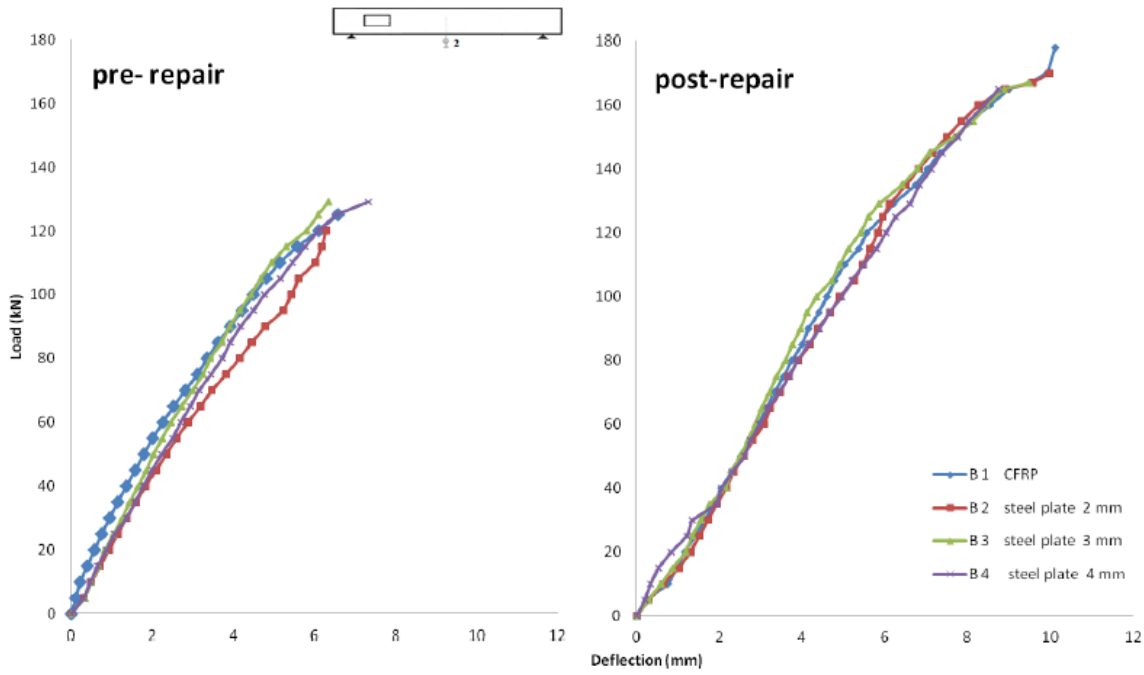 2
pre- repair
180
160
140
120
100
80
60
40
20
0
Load (kN)
0 2 4 6 8 10 12
post-repair
180
160
140
120
100
80
60
40
20
0
B 1 CFRP
B 2 steel plate 2 mm
B 3 steel plate 3 mm
B 4 steel plate 4 mm
0 2 4 6 8 10 12
Deflection (mm)